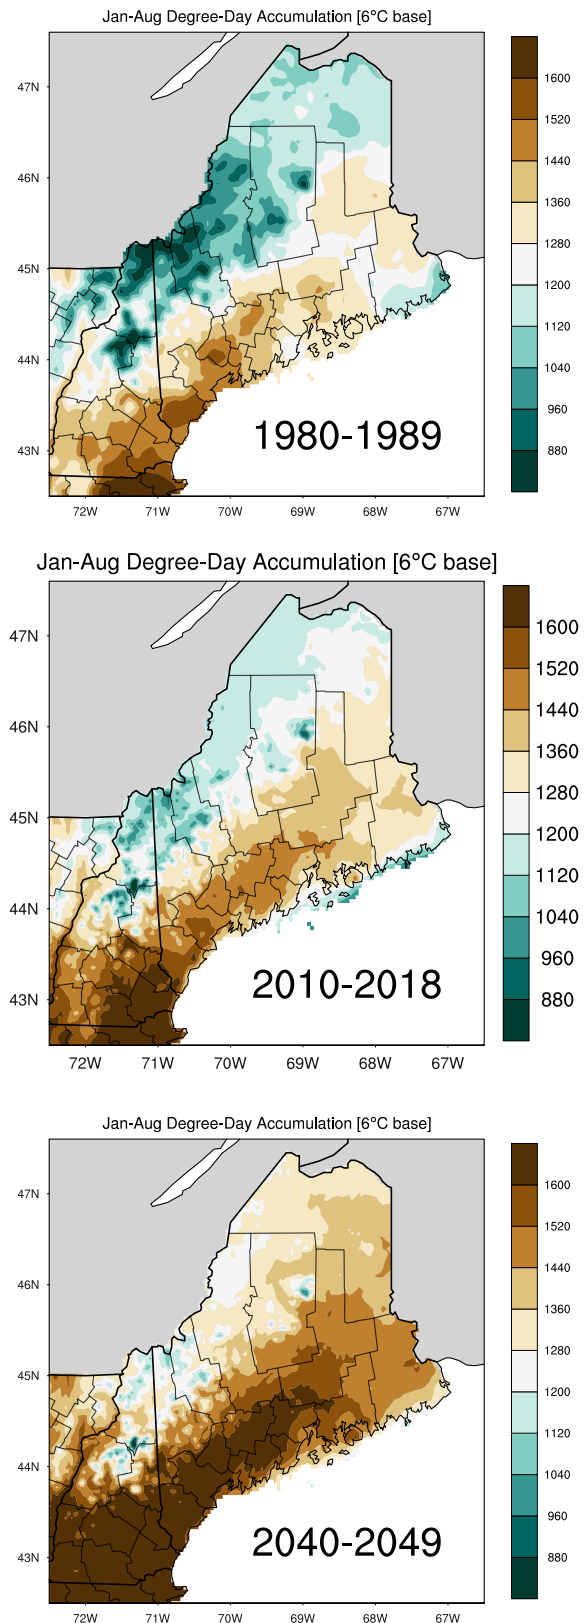 Jan-Aug Degree-Day Accumulation [6°C base]
47N
46N
45N
44N
43N
72W 71W 70W 69W 68W 67W
1600
1520
1440
1360
1280
1200
1120
1040
960
880
1980-1989
Jan-Aug Degree-Day Accumulation [6°C base]
47N
46N
45N
44N
43N
72W 71W 70W 69W 68W 67W
1600
1520
1440
1360
1280
1200
1120
1040
960
880
2010-2018
Jan-Aug Degree-Day Accumulation [6°C base]
47N
46N
45N
44N
43N
72W 71W 70W 69W 68W 67W
1600
1520
1440
1360
1280
1200
1120
1040
960
880
2040-2049